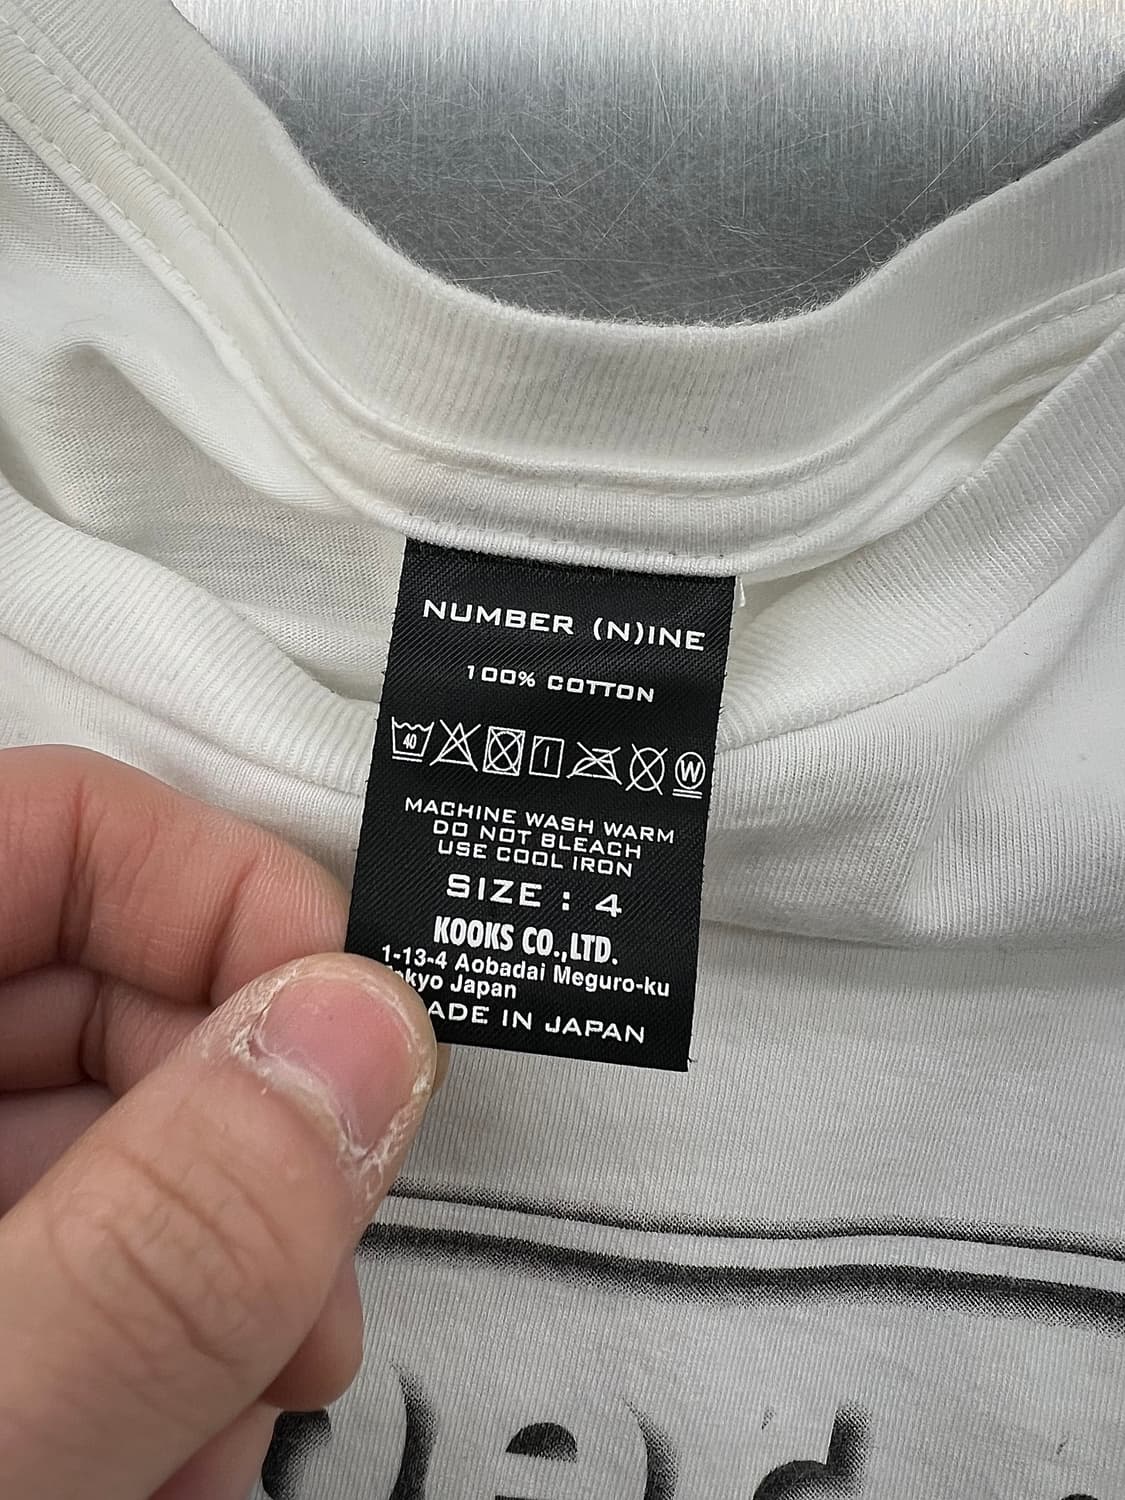 NUMBER (N)INE
100% COTTON
40
W
MACHINE WASH WARM
DO NOT BLEACH
USE COOL IRON
SIZE : 4
KOOKS CO.,LTD.
1-13-4 Aobadai Meguro-ku
Japan
IN JAPAN